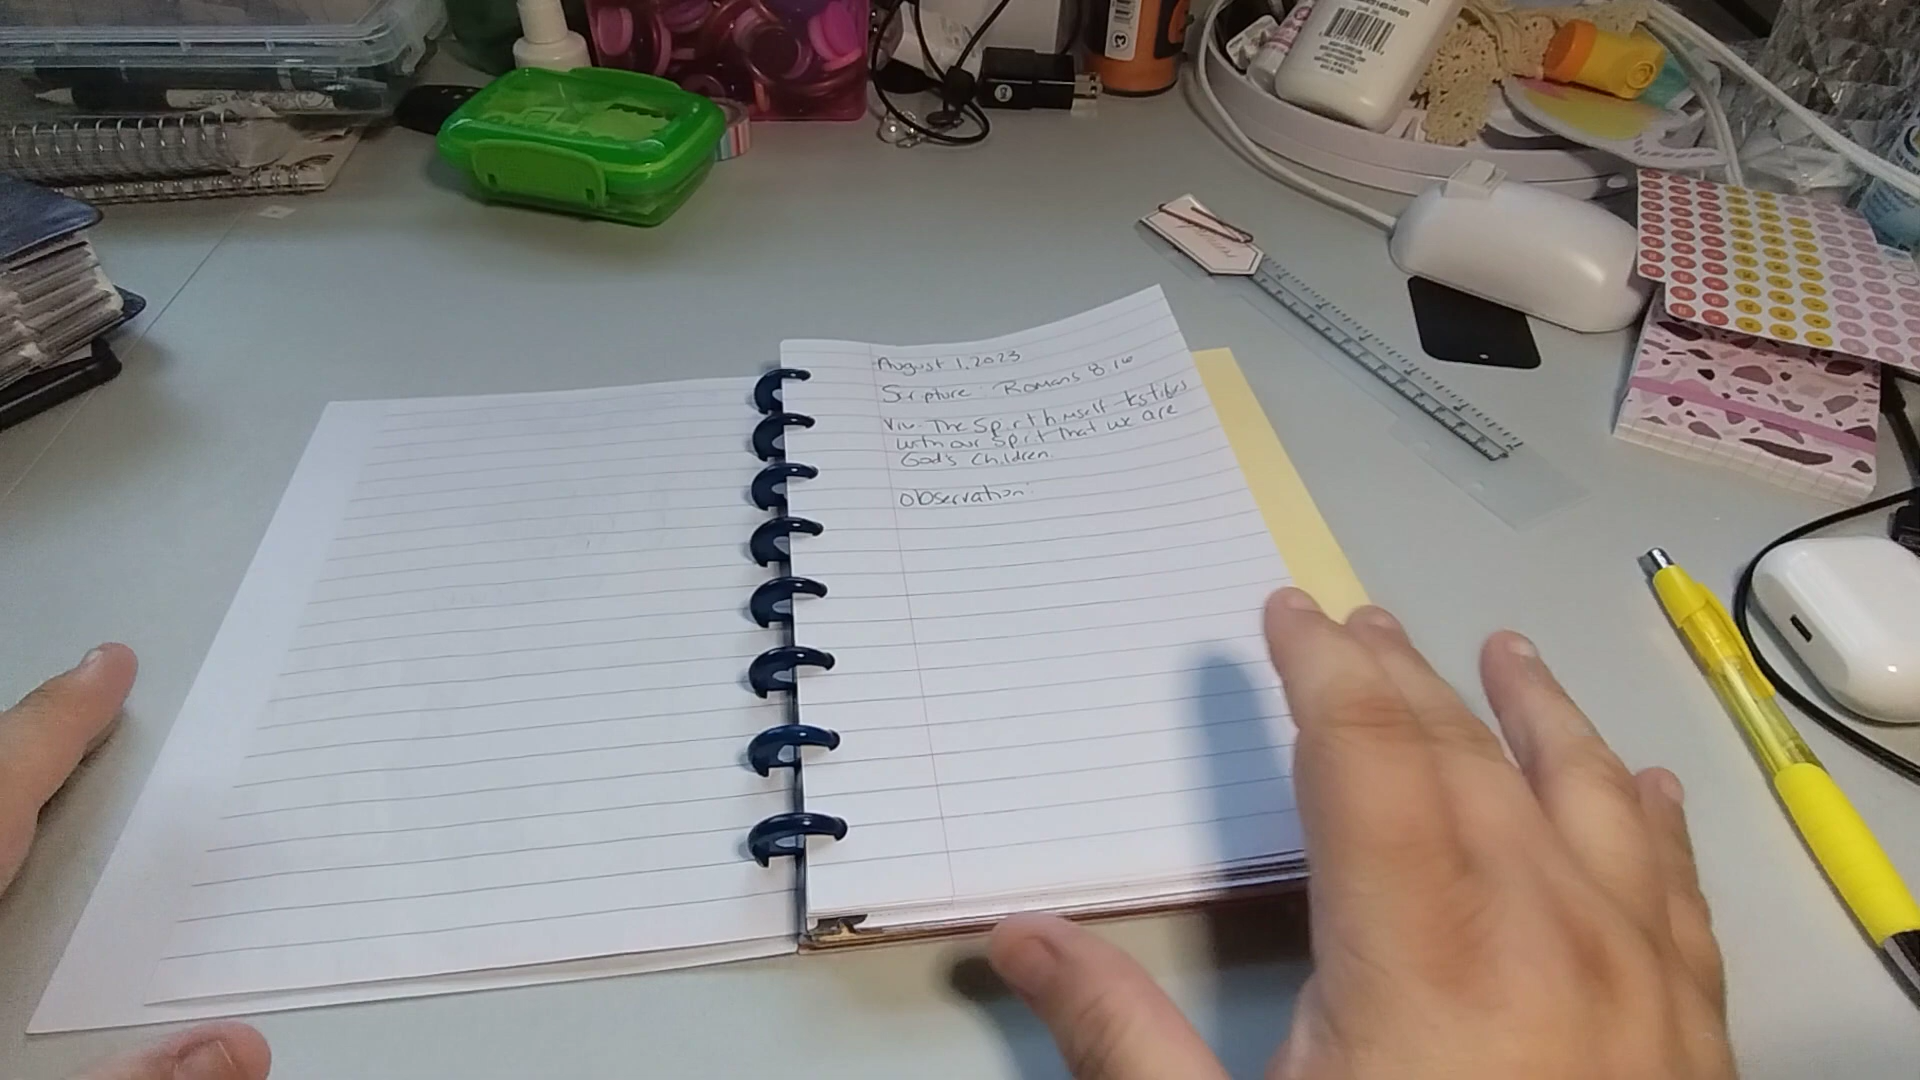 August 1, 2023
Scripture: Romans 8:16
V16 The Spirit himself testifies
with our Spirit that we are
God's children.
Observation: